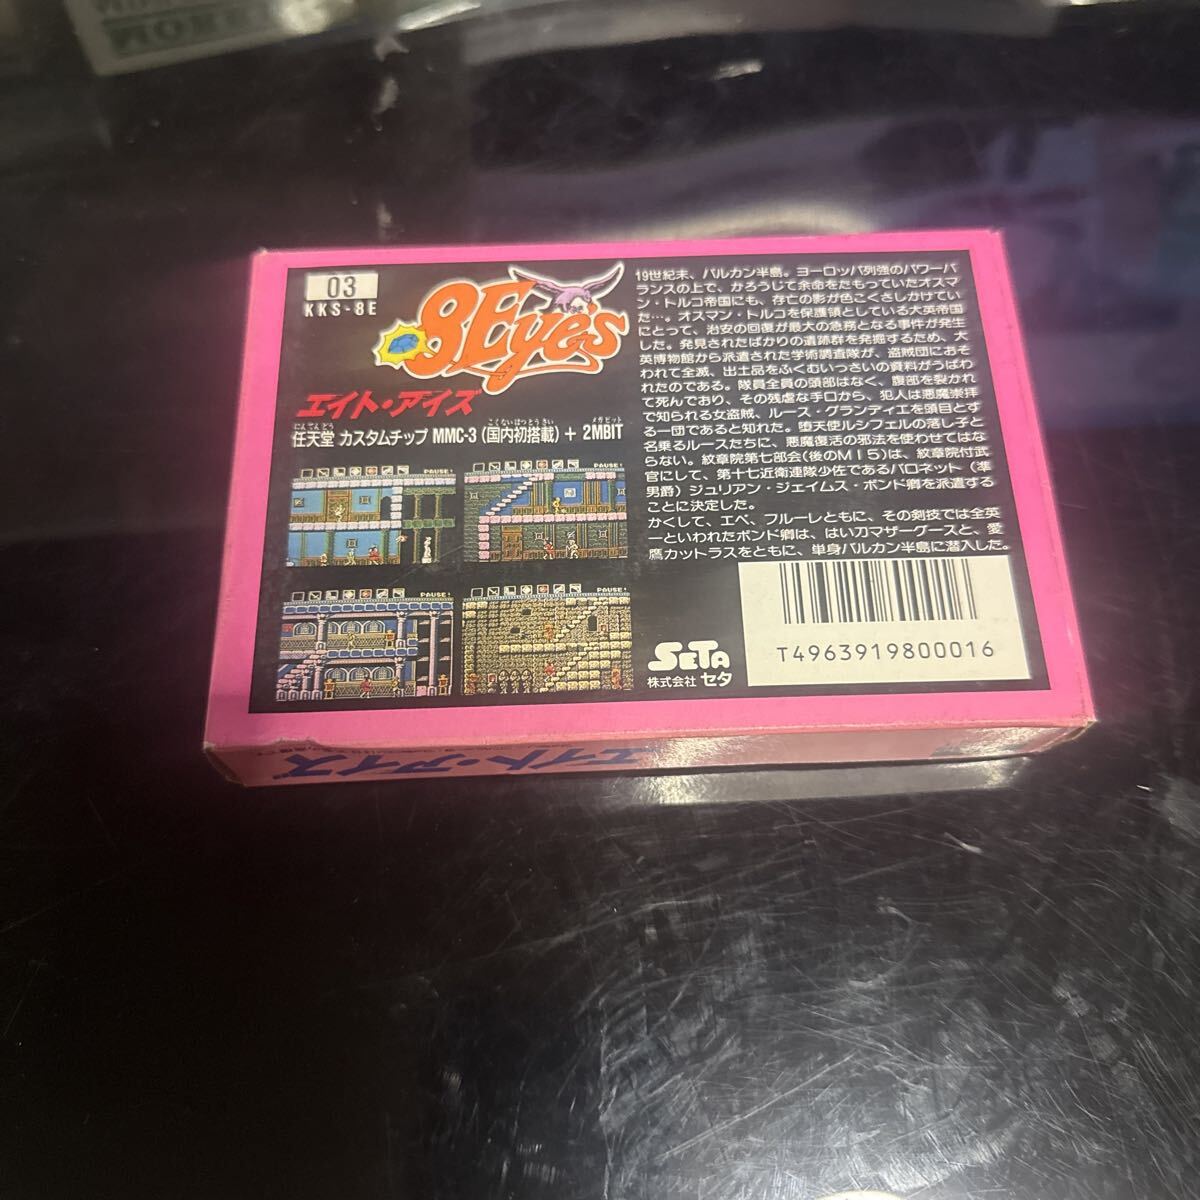 03
KKS-8E
8Eye's
エイト・アイズ
にんてんどう
こくないはつとうさい
メガビット
任天堂 カスタムチップ MMC-3(国内初搭載)+ 2MBIT
PAUSE!
PAUSE!
PAUSE!
PAUSE!
19世紀末、バルカン半島。ヨーロッパ列強のパワーバ
ランスの上で、かろうじて余命をたもっていたオスマ
ン・トルコ帝国にも、存亡の影が色こくさしかけてい
た…。オスマン・トルコを保護領としている大英帝国
にとって、治安の回復が最大の急務となる事件が発生
した。発見されたばかりの遺跡群を発掘するため、大
英博物館から派遣された学術調査隊が、盗賊団におそ
われて全滅、出土品をふくむいっさいの資料がうばわ
れたのである。隊員全員の頭部はなく、腹部を裂かれ
て死んでおり、その残虐な手口から、犯人は悪魔崇拝
で知られる女盗賊、ルース・グランディエを頭目とす
る一団であると知れた。堕天使ルシフェルの落し子と
名乗るルースたちに、悪魔復活の邪法を使わせてはな
らない。紋章院第七部会(後のMI5)は、紋章院付武
官にして、第十七近衛連隊少佐であるバロネット(準
男爵)ジュリアン・ジェイムス・ボンド卿を派遣する
ことに決定した。
かくして、エペ、フルーレともに、その剣技では全英
一といわれたボンド卿は、はい刀マザーグースと、愛
鷹カットラスをともに、単身バルカン半島に潜入した。
SETA
株式会社 セタ
T4963919800016
エイト・アイズ